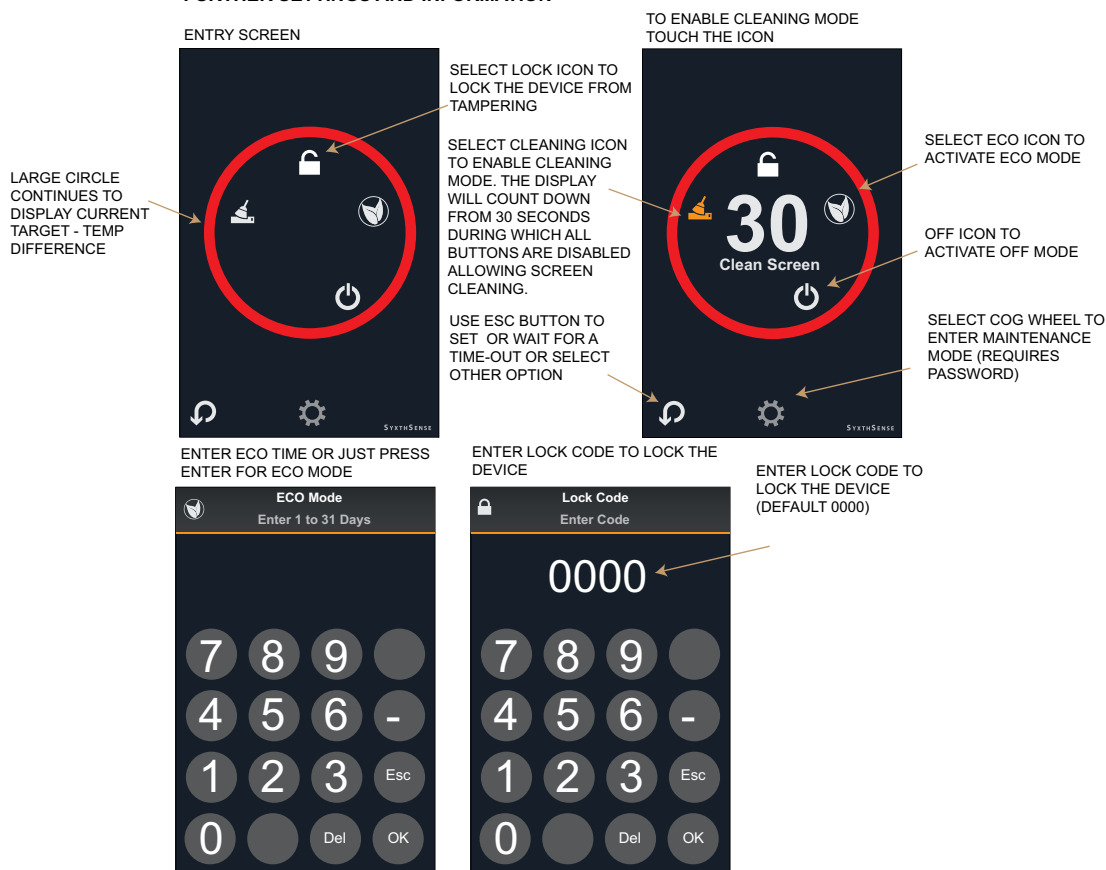 ENTRY SCREEN
TO ENABLE CLEANING MODE
TOUCH THE ICON
SELECT LOCK ICON TO
LOCK THE DEVICE FROM
TAMPERING
LARGE CIRCLE
CONTINUES TO
DISPLAY CURRENT
TARGET - TEMP
DIFFERENCE
SELECT CLEANING ICON
TO ENABLE CLEANING
MODE. THE DISPLAY
WILL COUNT DOWN
FROM 30 SECONDS
DURING WHICH ALL
BUTTONS ARE DISABLED
ALLOWING SCREEN
CLEANING.
USE ESC BUTTON TO
SET OR WAIT FOR A
TIME-OUT OR SELECT
OTHER OPTION
30
Clean Screen
SELECT ECO ICON TO
ACTIVATE ECO MODE
OFF ICON TO
ACTIVATE OFF MODE
SELECT COG WHEEL TO
ENTER MAINTENANCE
MODE (REQUIRES
PASSWORD)
SYXTHSENSE
SYXTHSENSE
ENTER ECO TIME OR JUST PRESS
ENTER FOR ECO MODE
ECO Mode
Enter 1 to 31 Days
7 8 9
4 5 6 -
1 2 3 Esc
0 Del OK
ENTER LOCK CODE TO LOCK THE
DEVICE
Lock Code
Enter Code
0000
7 8 9
4 5 6 -
1 2 3 Esc
0 Del OK
ENTER LOCK CODE TO
LOCK THE DEVICE
(DEFAULT 0000)